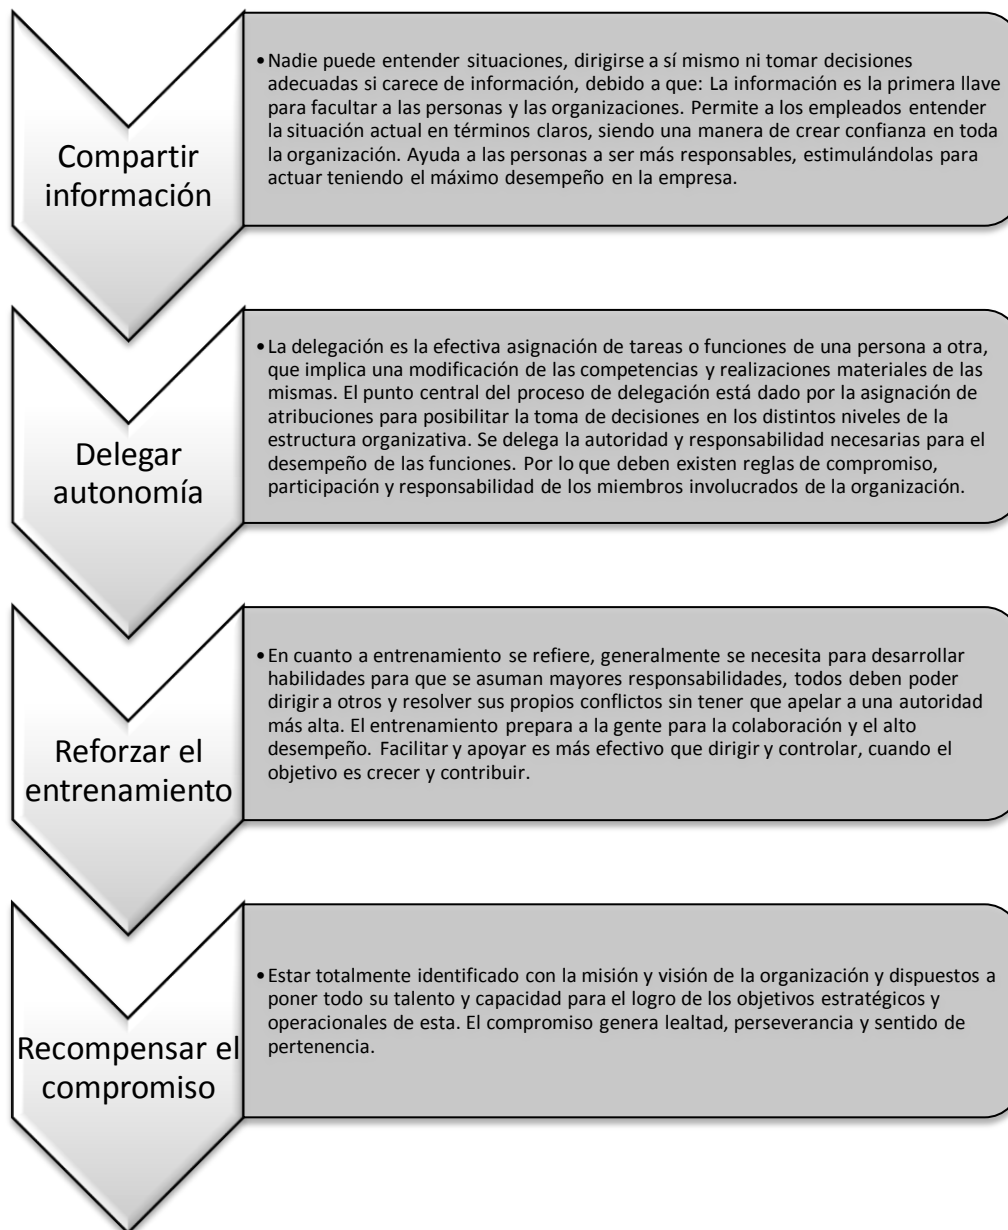 Compartir
información
•Nadie puede entender situaciones, dirigirse a sí mismo ni tomar decisiones
adecuadas si carece de información, debido a que: La información es la primera llave
para facultar a las personas y las organizaciones. Permite a los empleados entender
la situación actual en términos claros, siendo una manera de crear confianza en toda
la organización. Ayuda a las personas a ser más responsables, estimulándolas para
actuar teniendo el máximo desempeño en la empresa.
Delegar
autonomía
•La delegación es la efectiva asignación de tareas o funciones de una persona a otra,
que implica una modificación de las competencias y realizaciones materiales de las
mismas. El punto central del proceso de delegación está dado por la asignación de
atribuciones para posibilitar la toma de decisiones en los distintos niveles de la
estructura organizativa. Se delega la autoridad y responsabilidad necesarias para el
desempeño de las funciones. Por lo que deben existen reglas de compromiso,
participación y responsabilidad de los miembros involucrados de la organización.
Reforzar el
entrenamiento
•En cuanto a entrenamiento se refiere, generalmente se necesita para desarrollar
habilidades para que se asuman mayores responsabilidades, todos deben poder
dirigir a otros y resolver sus propios conflictos sin tener que apelar a una autoridad
más alta. El entrenamiento prepara a la gente para la colaboración y el alto
desempeño. Facilitar y apoyar es más efectivo que dirigir y controlar, cuando el
objetivo es crecer y contribuir.
Recompensar el
compromiso
•Estar totalmente identificado con la misión y visión de la organización y dispuestos a
poner todo su talento y capacidad para el logro de los objetivos estratégicos y
operacionales de esta. El compromiso genera lealtad, perseverancia y sentido de
pertenencia.